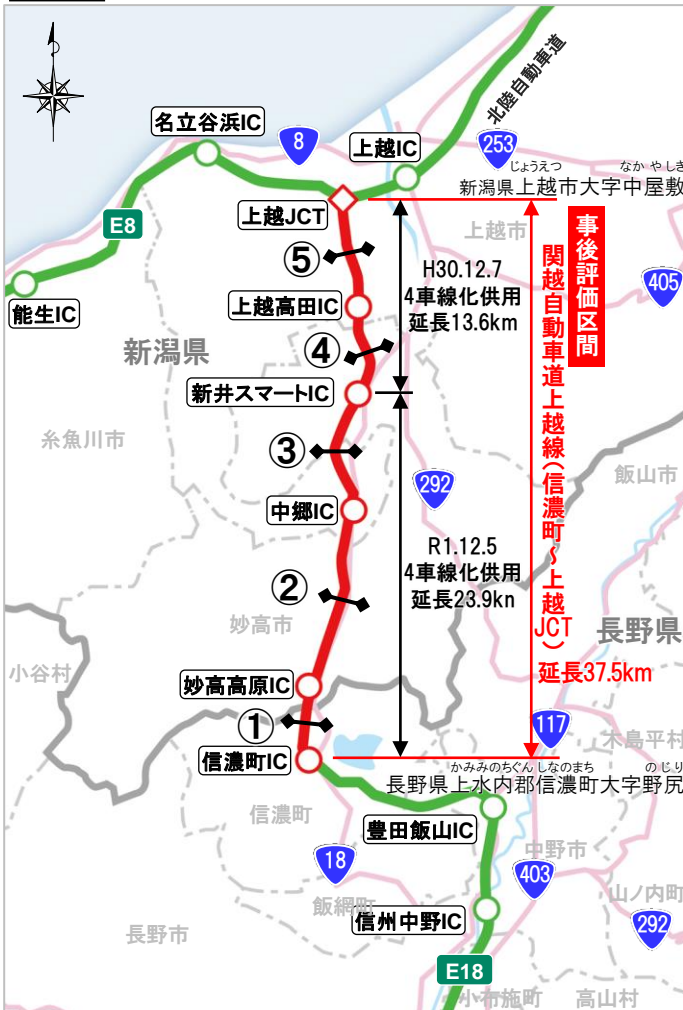 北陸自動車道
名立谷浜IC
8
上越IC
253
じょうえつ なかやしき
新潟県上越市大字中屋敷
上越JCT
E8
上越市
事後評価区間
⑤
H30.12.7
4車線化供用
延長13.6km
405
能生IC
上越高田IC
新潟県
④
関越自動車道上越線(信濃町~上越JCT)
新井スマートIC
糸魚川市
③
飯山市
292
中郷IC
R1.12.5
4車線化供用
延長23.9kn
②
妙高市
長野県
小谷村
延長37.5km
妙高高原IC
①
117
木島平村
信濃町IC
かみみのちぐんしなのまち のじり
長野県上水内郡信濃町大字野尻
信濃町
豊田飯山IC
中野市
18
403
飯綱町
山ノ内町
信州中野IC
292
長野市
E18
小布施町
高山村